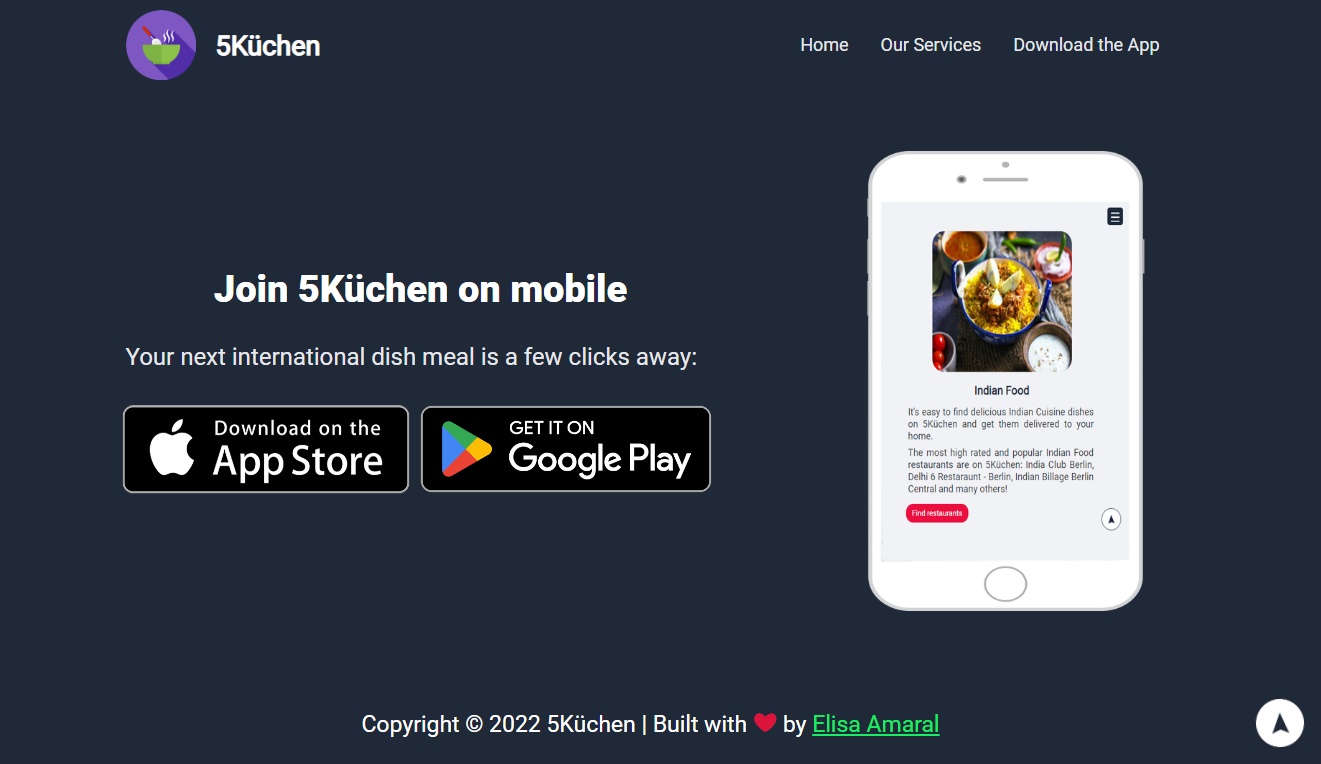 5Küchen
Home
Our Services
Download the App
Join 5Küchen on mobile
Your next international dish meal is a few clicks away:
Download on the
App Store
GET IT ON
Google Play
Indian Food
It's easy to find delicious Indian Cuisine dishes
on 5Küchen and get them delivered to your
home.
The most high rated and popular Indian Food
restaurants are on 5Küchen: India Club Berlin,
Delhi 6 Restaraunt - Berlin, Indian Billage Berlin
Central and many others!
Find restaurants
Copyright © 2022 5Küchen | Built with ❤ by Elisa Amaral